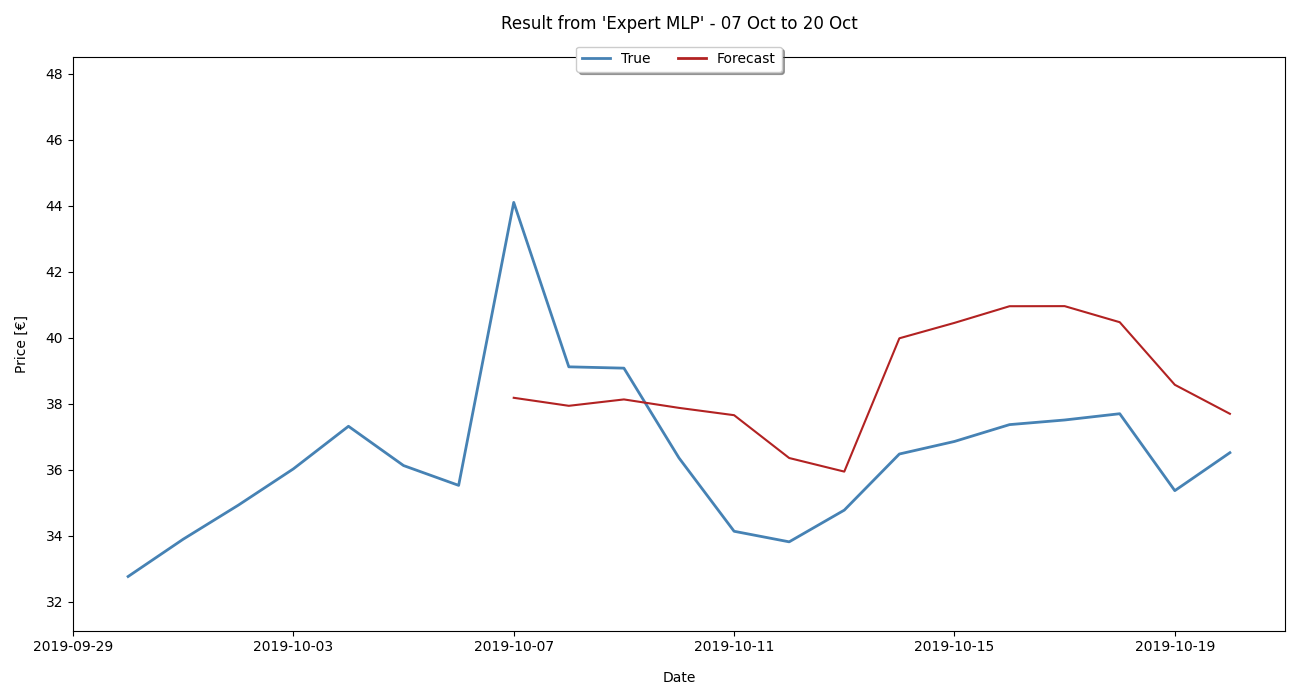 Result from 'Expert MLP' - 07 Oct to 20 Oct
True Forecast
48
46
44
42
40
38
36
34
32
Price [€]
2019-09-29 2019-10-03 2019-10-07 2019-10-11 2019-10-15 2019-10-19
Date